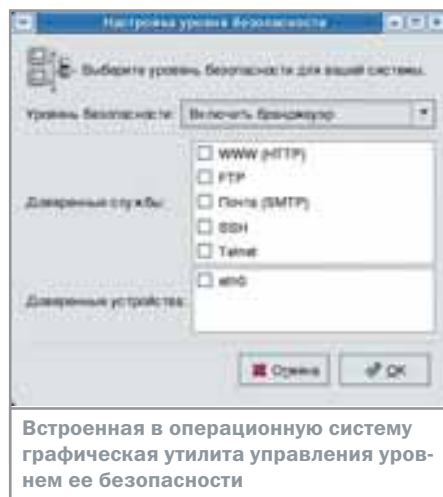 Настройка уровня безопасности
Выберите уровень безопасности для вашей системы.
Уровень безопасности: Включить брандмауэр
WWW (HTTP)
FTP
Доверенные службы: Почта (SMTP)
SSH
Telnet
Доверенные устройства: eth0
Отмена OK
Встроенная в операционную систему
графическая утилита управления уров-
нем ее безопасности